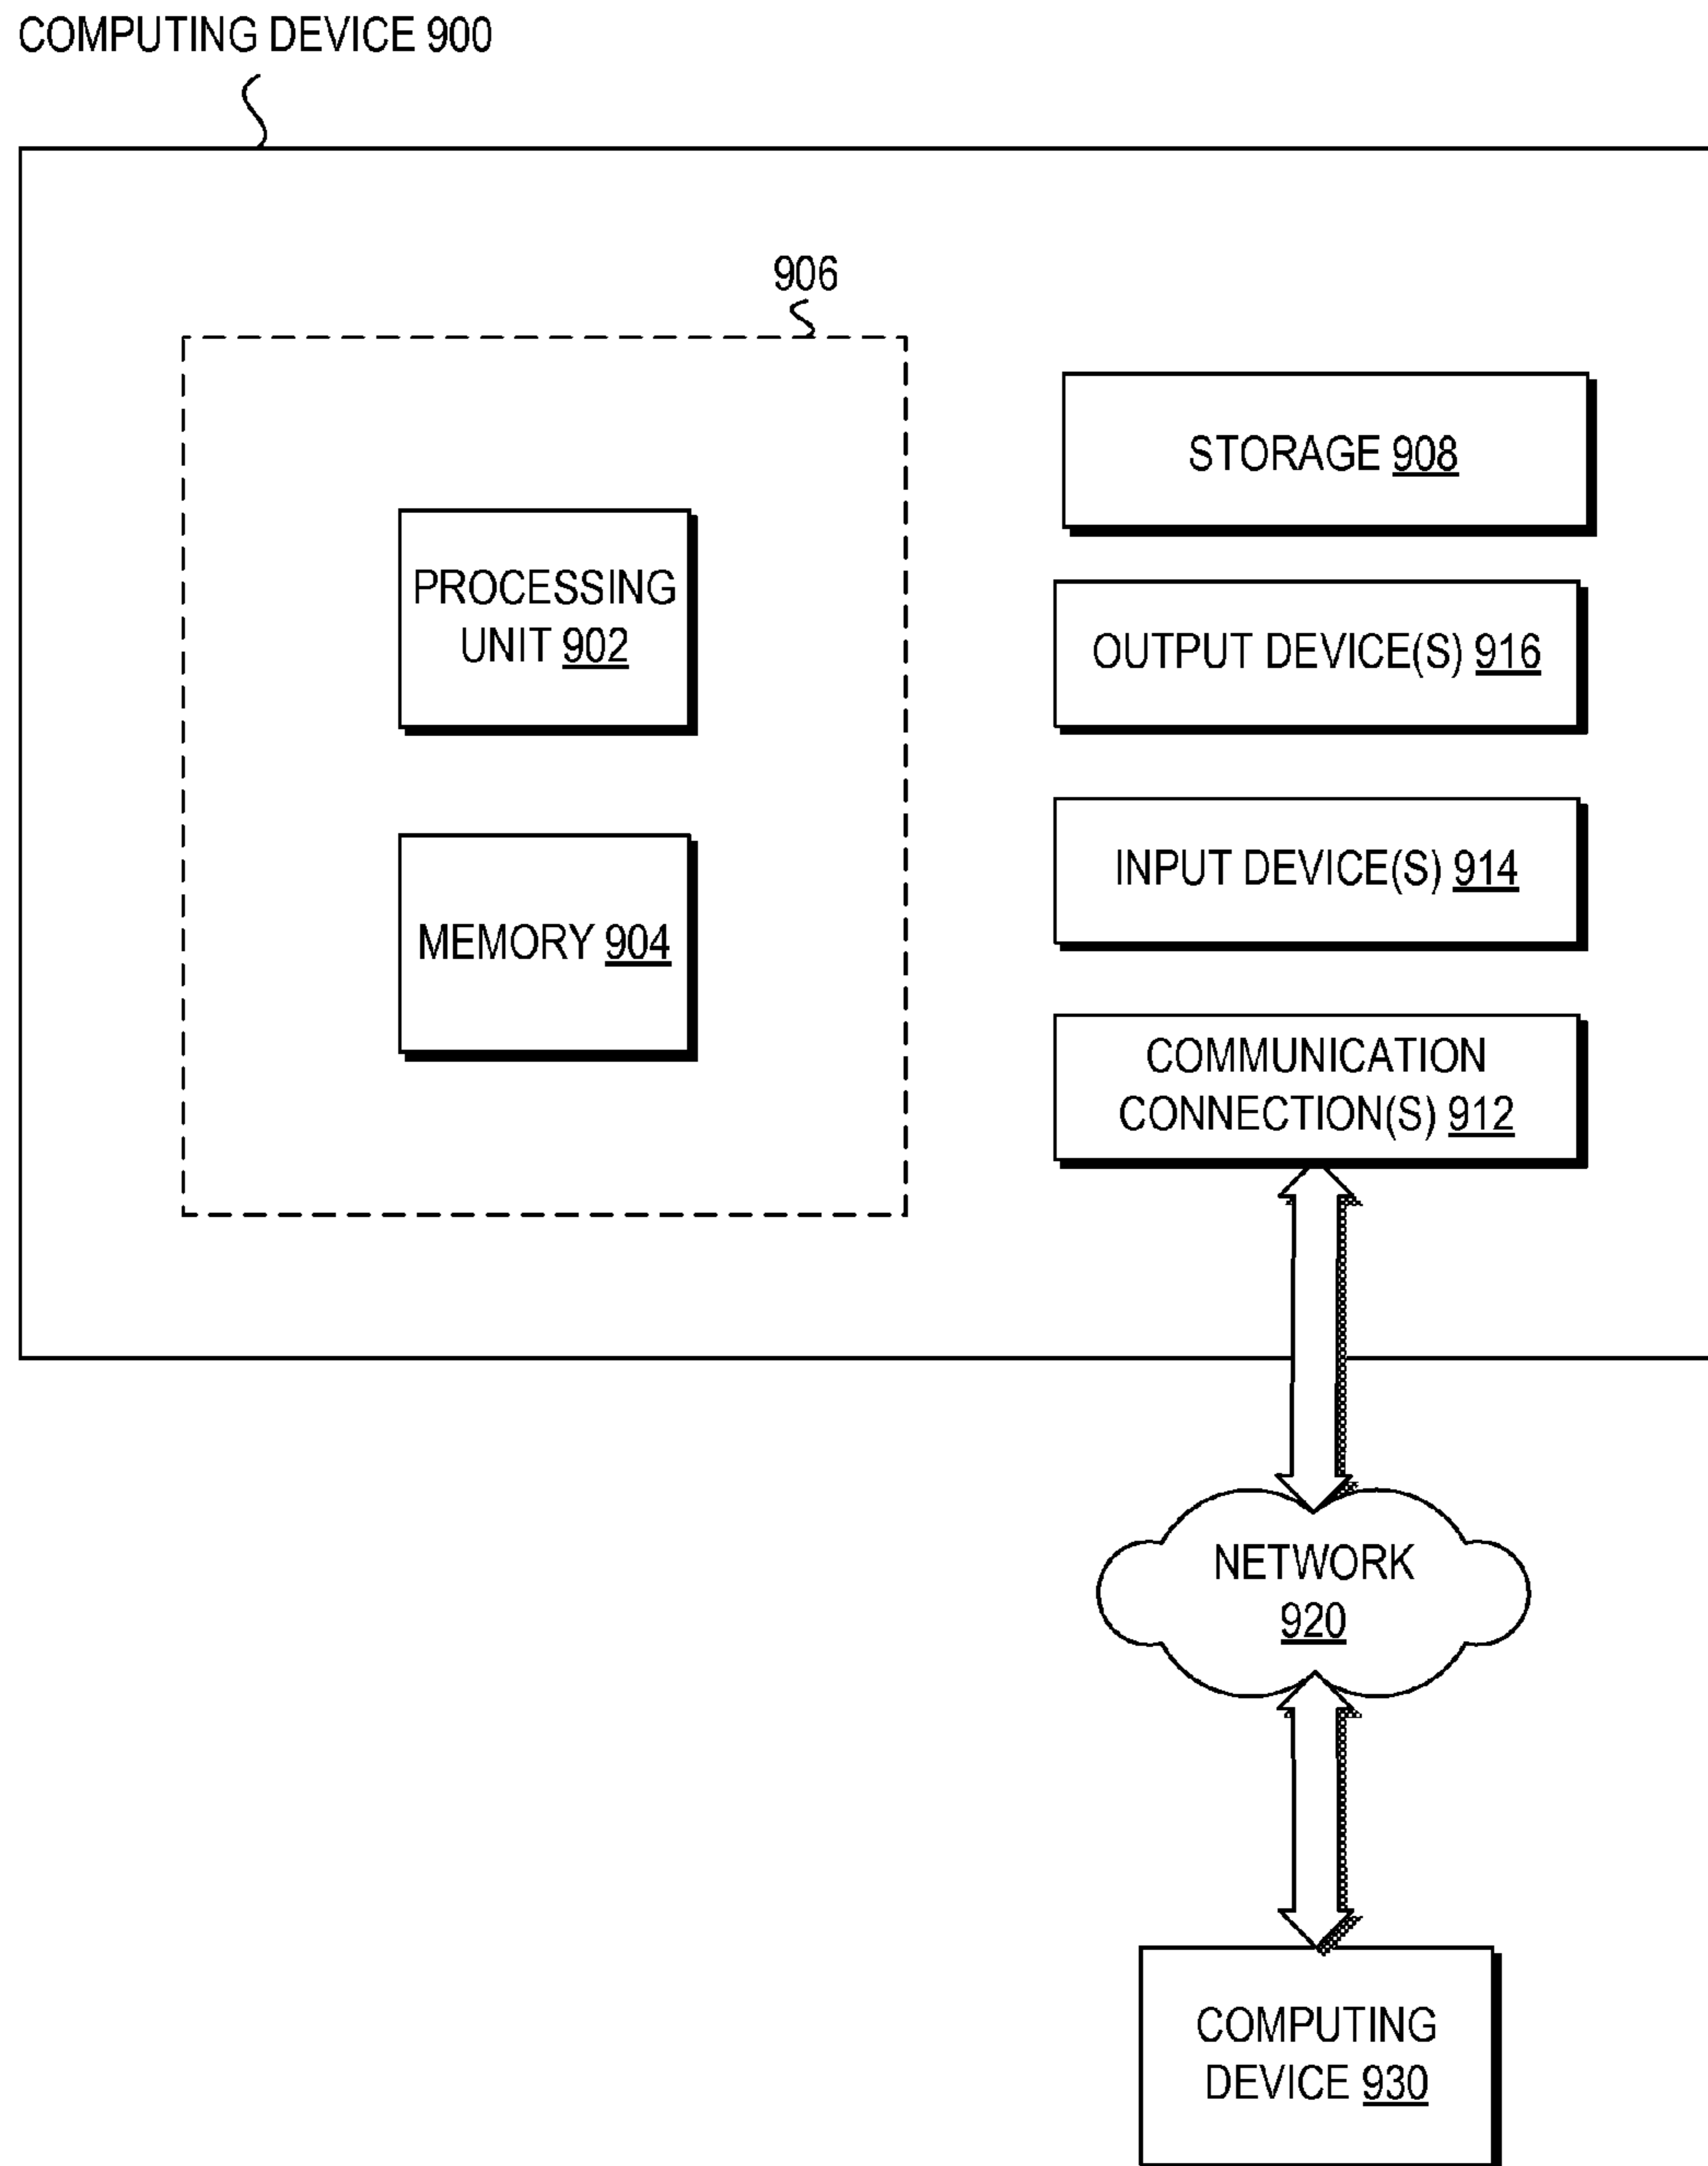 COMPUTING DEVICE 900
906
PROCESSING
UNIT 902
MEMORY 904
STORAGE 908
OUTPUT DEVICE(S) 916
INPUT DEVICE(S) 914
COMMUNICATION
CONNECTION(S) 912
NETWORK
920
COMPUTING
DEVICE 930